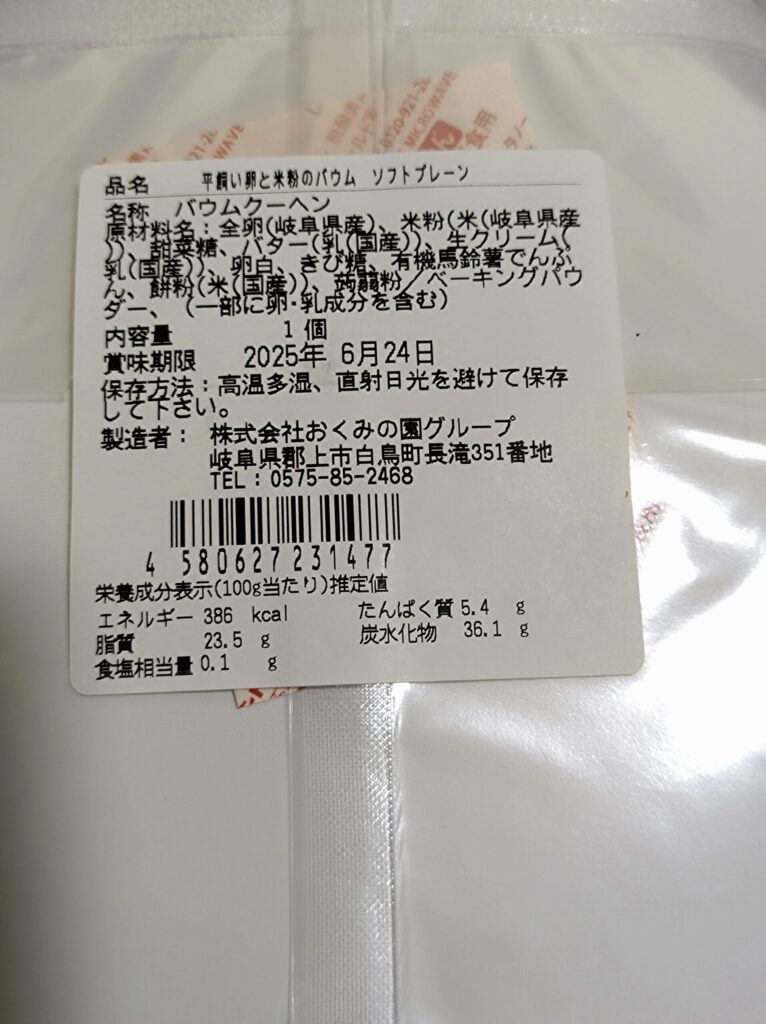 0120-921-2
MICROWAVE
食用
品名 平飼い卵と米粉のバウム ソフトプレーン
名称 バウムクーヘン
原材料名：全卵(岐阜県産)、米粉(米(岐阜県産
))、甜菜糖、バター(乳(国産))、生クリーム(
乳(国産))、卵白、きび糖、有機馬鈴薯でんぷ
ん、餅粉(米(国産))、蒟蒻粉／ベーキングパウ
ダー、（一部に卵･乳成分を含む）
内容量 1 個
賞味期限 2025年 6月24日
保存方法：高温多湿、直射日光を避けて保存
して下さい。
製造者： 株式会社おくみの園グループ
岐阜県郡上市白鳥町長滝351番地
TEL：0575-85-2468
4 580627 231477
栄養成分表示(100g当たり)推定値
エネルギー 386 kcal たんぱく質 5.4 g
脂質 23.5 g 炭水化物 36.1 g
食塩相当量 0.1 g